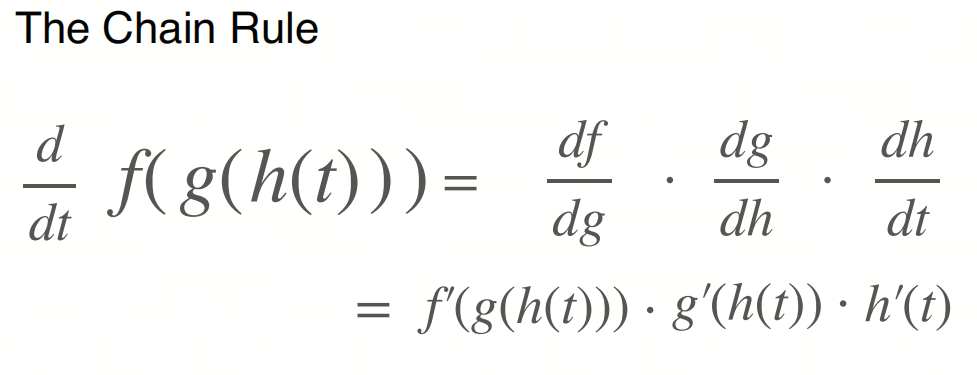 The Chain Rule
d/dt f(g(h(t))) = df/dg · dg/dh · dh/dt
= f′(g(h(t))) · g′(h(t)) · h′(t)